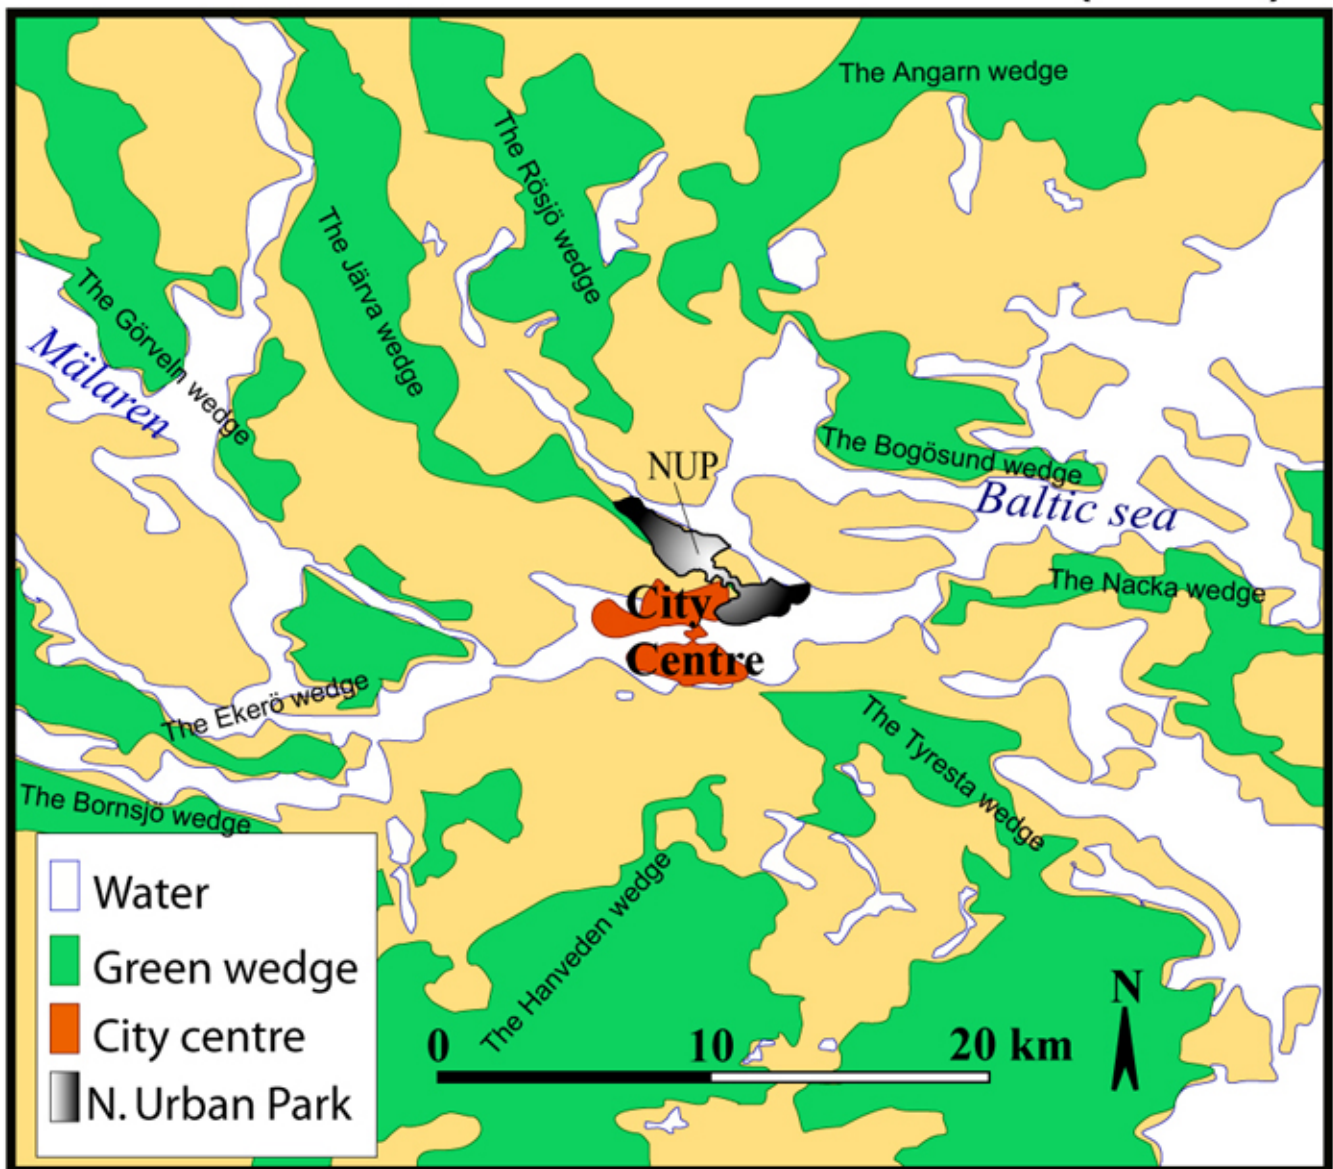 The Angarn wedge
The Rösjö wedge
The Järva wedge
The Görveln wedge
Mälaren
The Bogösund wedge
NUP
Baltic sea
The Nacka wedge
City
Centre
The Ekerö wedge
The Tyresta wedge
The Bornsjö wedge
The Hanveden wedge
Water
Green wedge
City centre
N. Urban Park
N
0 10 20 km